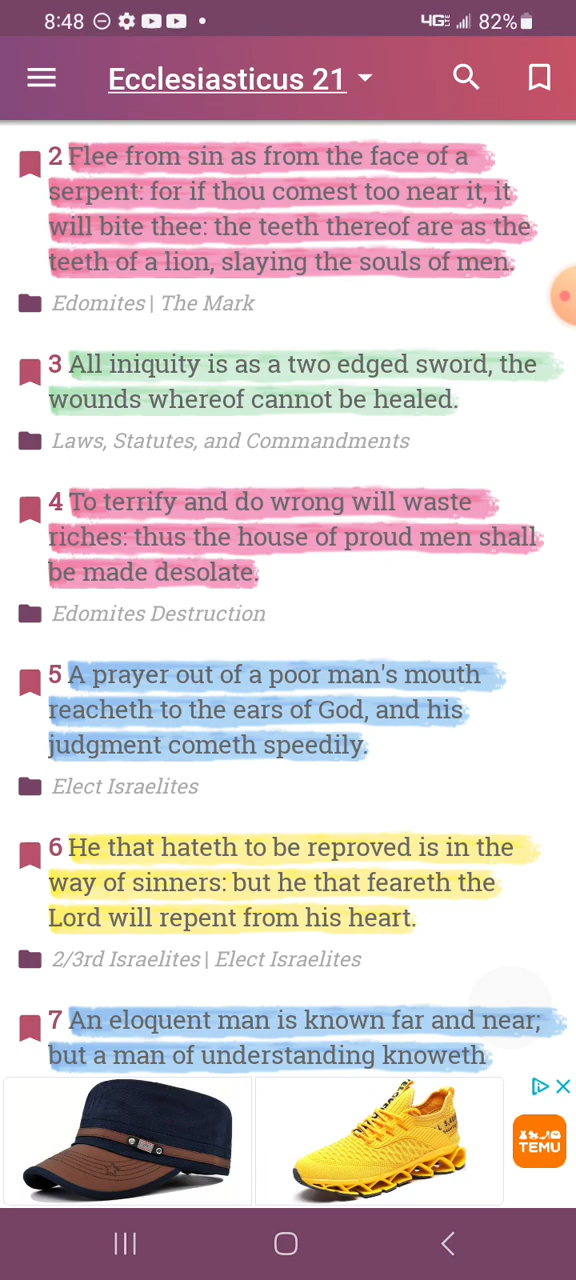 8:48
4G 82%
Ecclesiasticus 21
2 Flee from sin as from the face of a
serpent: for if thou comest too near it, it
will bite thee: the teeth thereof are as the
teeth of a lion, slaying the souls of men.
Edomites | The Mark
3 All iniquity is as a two edged sword, the
wounds whereof cannot be healed.
Laws, Statutes, and Commandments
4 To terrify and do wrong will waste
riches: thus the house of proud men shall
be made desolate.
Edomites Destruction
5 A prayer out of a poor man's mouth
reacheth to the ears of God, and his
judgment cometh speedily.
Elect Israelites
6 He that hateth to be reproved is in the
way of sinners: but he that feareth the
Lord will repent from his heart.
2/3rd Israelites | Elect Israelites
7 An eloquent man is known far and near;
but a man of understanding knoweth
TEMU